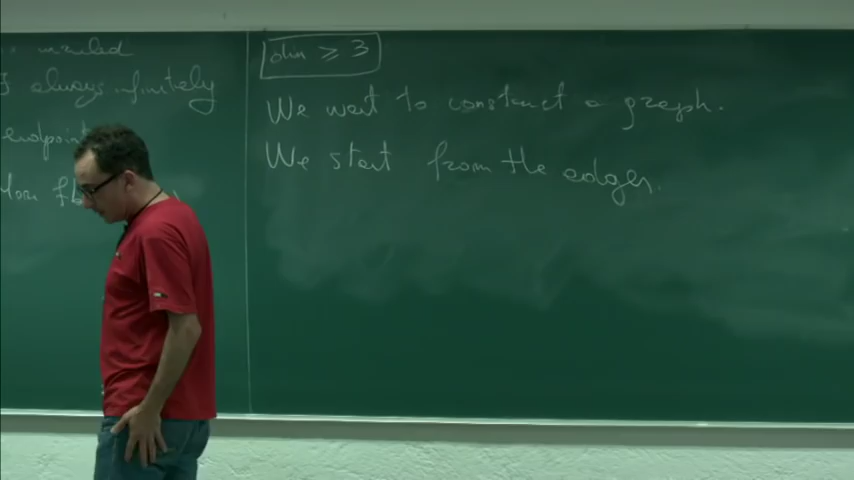 always infinitely
endpoint
dim ≥ 3
We want to construct a graph.
We start from the edges.